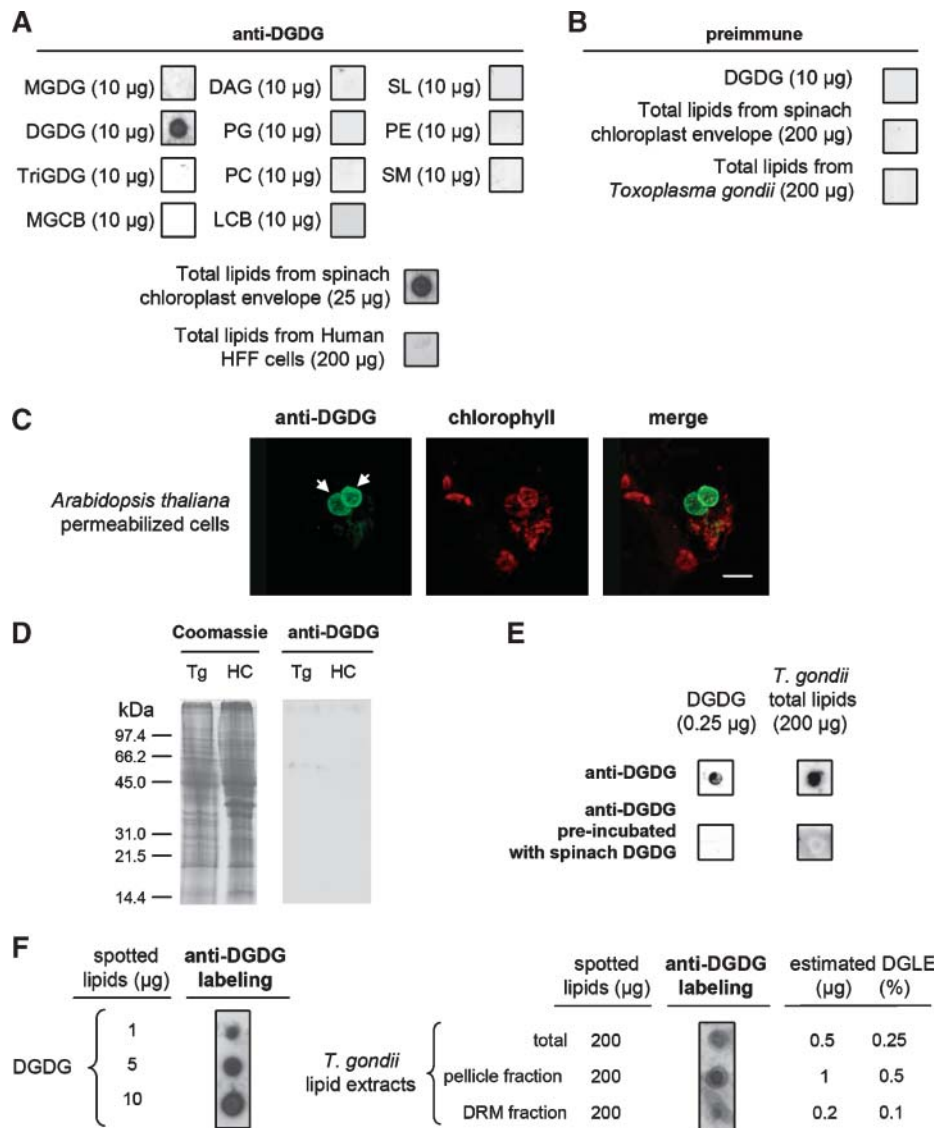 A
anti-DGDG
MGDG (10 µg)
DAG (10 µg)
SL (10 µg)
DGDG (10 µg)
PG (10 µg)
PE (10 µg)
TriGDG (10 µg)
PC (10 µg)
SM (10 µg)
MGCB (10 µg)
LCB (10 µg)
Total lipids from spinach
chloroplast envelope (25 µg)
Total lipids from Human
HFF cells (200 µg)
B
preimmune
DGDG (10 µg)
Total lipids from spinach
chloroplast envelope (200 µg)
Total lipids from
Toxoplasma gondii (200 µg)
C
anti-DGDG
chlorophyll
merge
Arabidopsis thaliana
permeabilized cells
D
Coomassie
anti-DGDG
Tg HC
Tg HC
kDa
97.4
66.2
45.0
31.0
21.5
14.4
E
DGDG
(0.25 µg)
T. gondii
total lipids
(200 µg)
anti-DGDG
anti-DGDG
pre-incubated
with spinach DGDG
F
spotted
lipids (µg)
anti-DGDG
labeling
DGDG
1
5
10
spotted
lipids (µg)
anti-DGDG
labeling
estimated DGLE
(µg) (%)
T. gondii
lipid extracts
total 200 0.5 0.25
pellicle fraction 200 1 0.5
DRM fraction 200 0.2 0.1